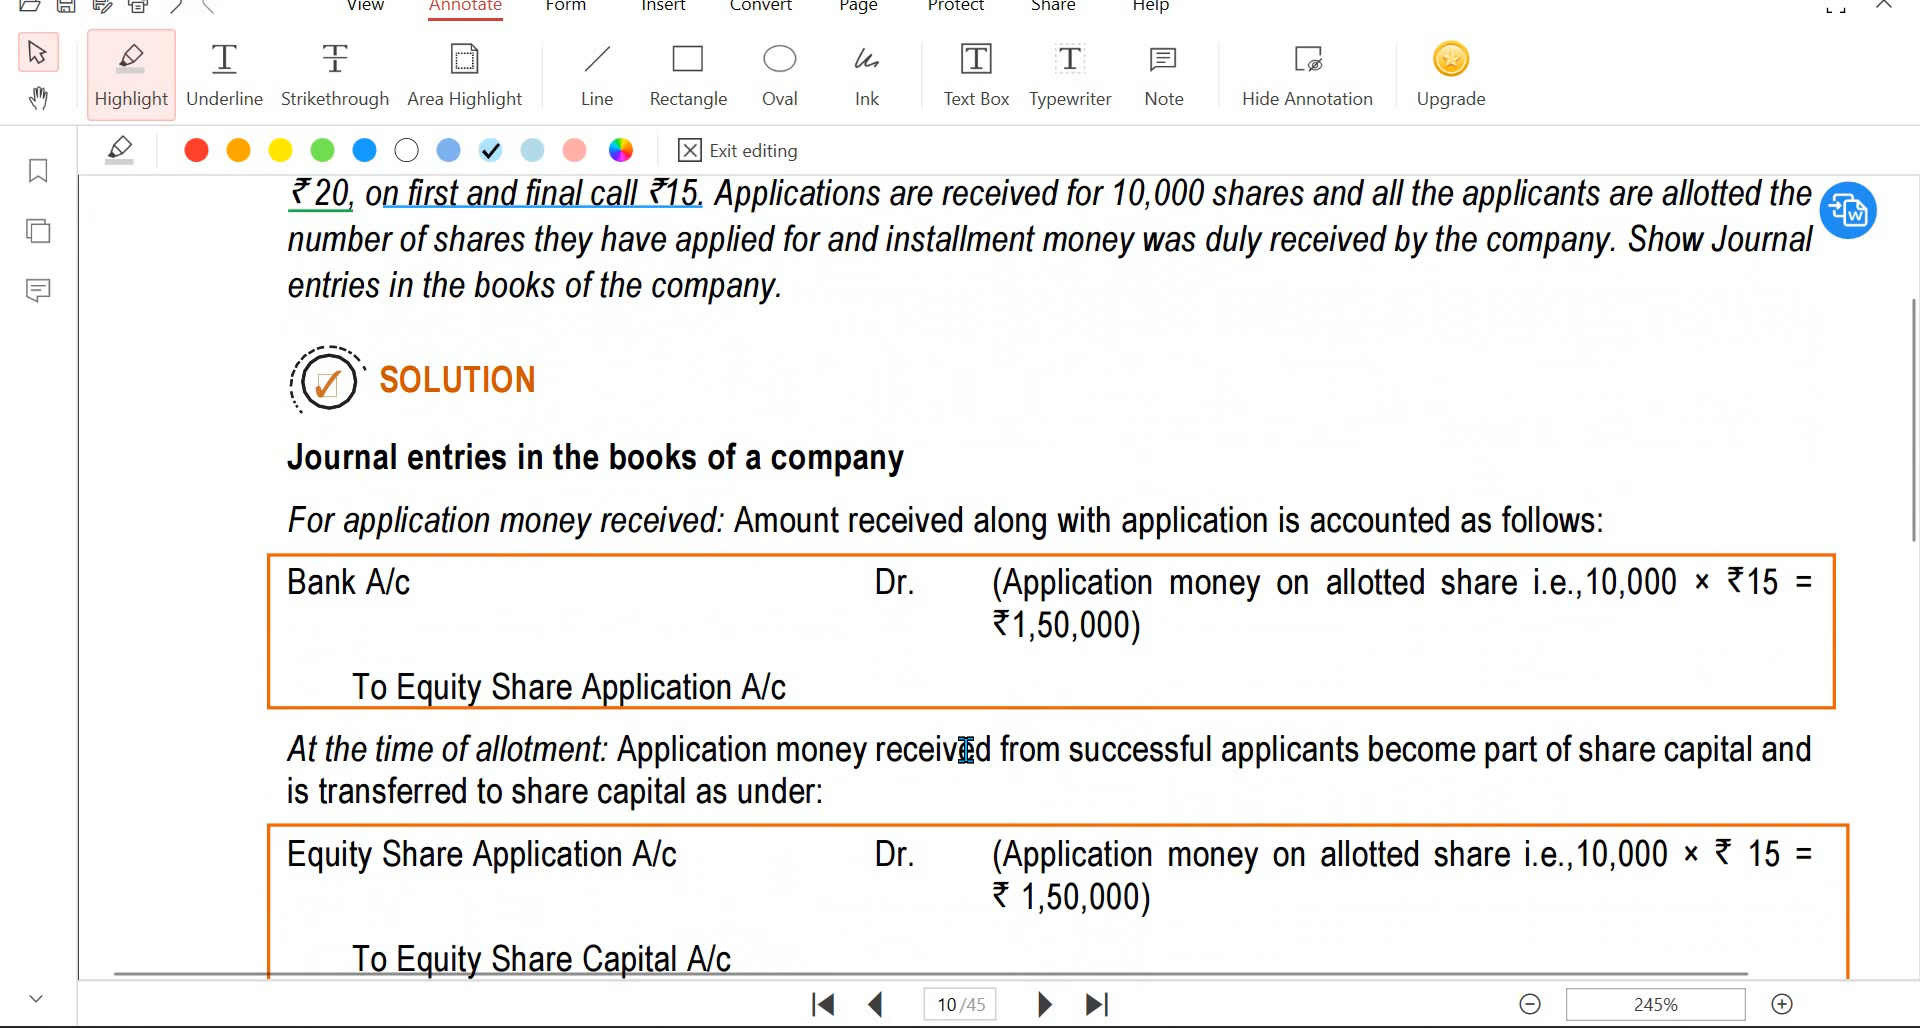 View Annotate Form Insert Convert Page Protect Share Help
Highlight Underline Strikethrough Area Highlight Line Rectangle Oval Ink Text Box Typewriter Note Hide Annotation Upgrade
Exit editing
₹ 20, on first and final call ₹15. Applications are received for 10,000 shares and all the applicants are allotted the
number of shares they have applied for and installment money was duly received by the company. Show Journal
entries in the books of the company.
SOLUTION
Journal entries in the books of a company
For application money received: Amount received along with application is accounted as follows:
Bank A/c Dr. (Application money on allotted share i.e.,10,000 × ₹15 =
₹1,50,000)
To Equity Share Application A/c
At the time of allotment: Application money received from successful applicants become part of share capital and
is transferred to share capital as under:
Equity Share Application A/c Dr. (Application money on allotted share i.e.,10,000 × ₹ 15 =
₹ 1,50,000)
To Equity Share Capital A/c
10 /45 245%